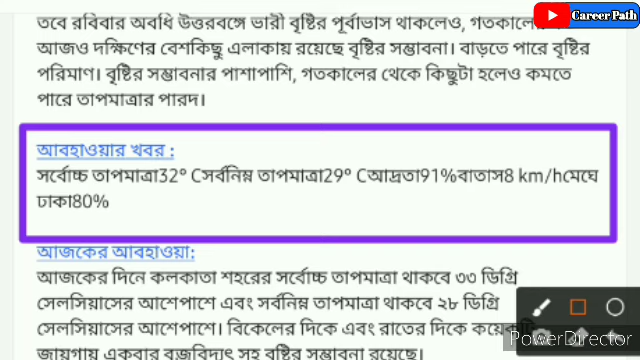 Career Path
তবে রবিবার অবধি উত্তরবঙ্গে ভারী বৃষ্টির পূর্বাভাস থাকলেও,
আজও দক্ষিণের বেশকিছু এলাকায় রয়েছে বৃষ্টির সম্ভাবনা। বাড়তে পারে বৃষ্টির
পরিমাণ। বৃষ্টির সম্ভাবনার পাশাপাশি, গতকালের থেকে কিছুটা হলেও কমতে
পারে তাপমাত্রার পারদ।
আবহাওয়ার খবর :
সর্বোচ্চ তাপমাত্রা32° Cসর্বনিম্ন তাপমাত্রা29° Cআদ্রতা91%বাতাস8 km/hমেঘে
ঢাকা80%
আজকের আবহাওয়া:
আজকের দিনে কলকাতা শহরের সর্বোচ্চ তাপমাত্রা থাকবে ৩৩ ডিগ্রি
সেলসিয়াসের আশেপাশে এবং সর্বনিম্ন তাপমাত্রা থাকবে ২৮ ডিগ্রি
সেলসিয়াসের আশেপাশে। বিকেলের দিকে এবং রাতের দিকে
জায়গায় একবার বজ্রবিদ্যুৎ সহ বৃষ্টির সম্ভাবনা রয়েছে।
PowerDirector